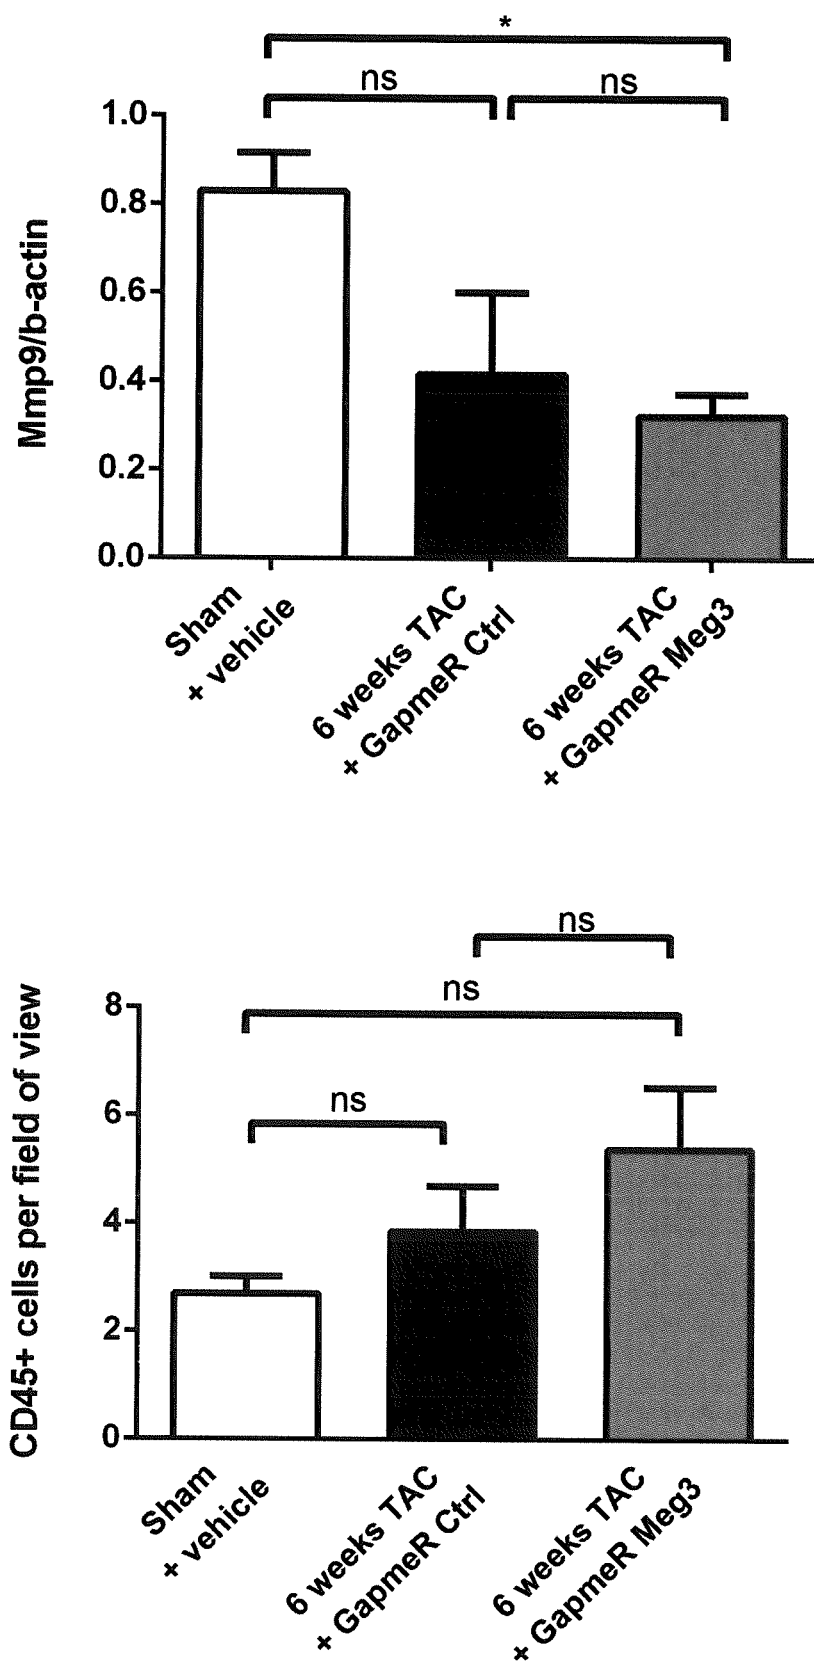 *
ns
ns
1.0
0.8
0.6
0.4
0.2
0.0
Mmp9/b-actin
Sham
+ vehicle
6 weeks TAC
+ GapmeR Ctrl
6 weeks TAC
+ GapmeR Meg3
ns
ns
ns
8
6
4
2
0
CD45+ cells per field of view
Sham
+ vehicle
6 weeks TAC
+ GapmeR Ctrl
6 weeks TAC
+ GapmeR Meg3